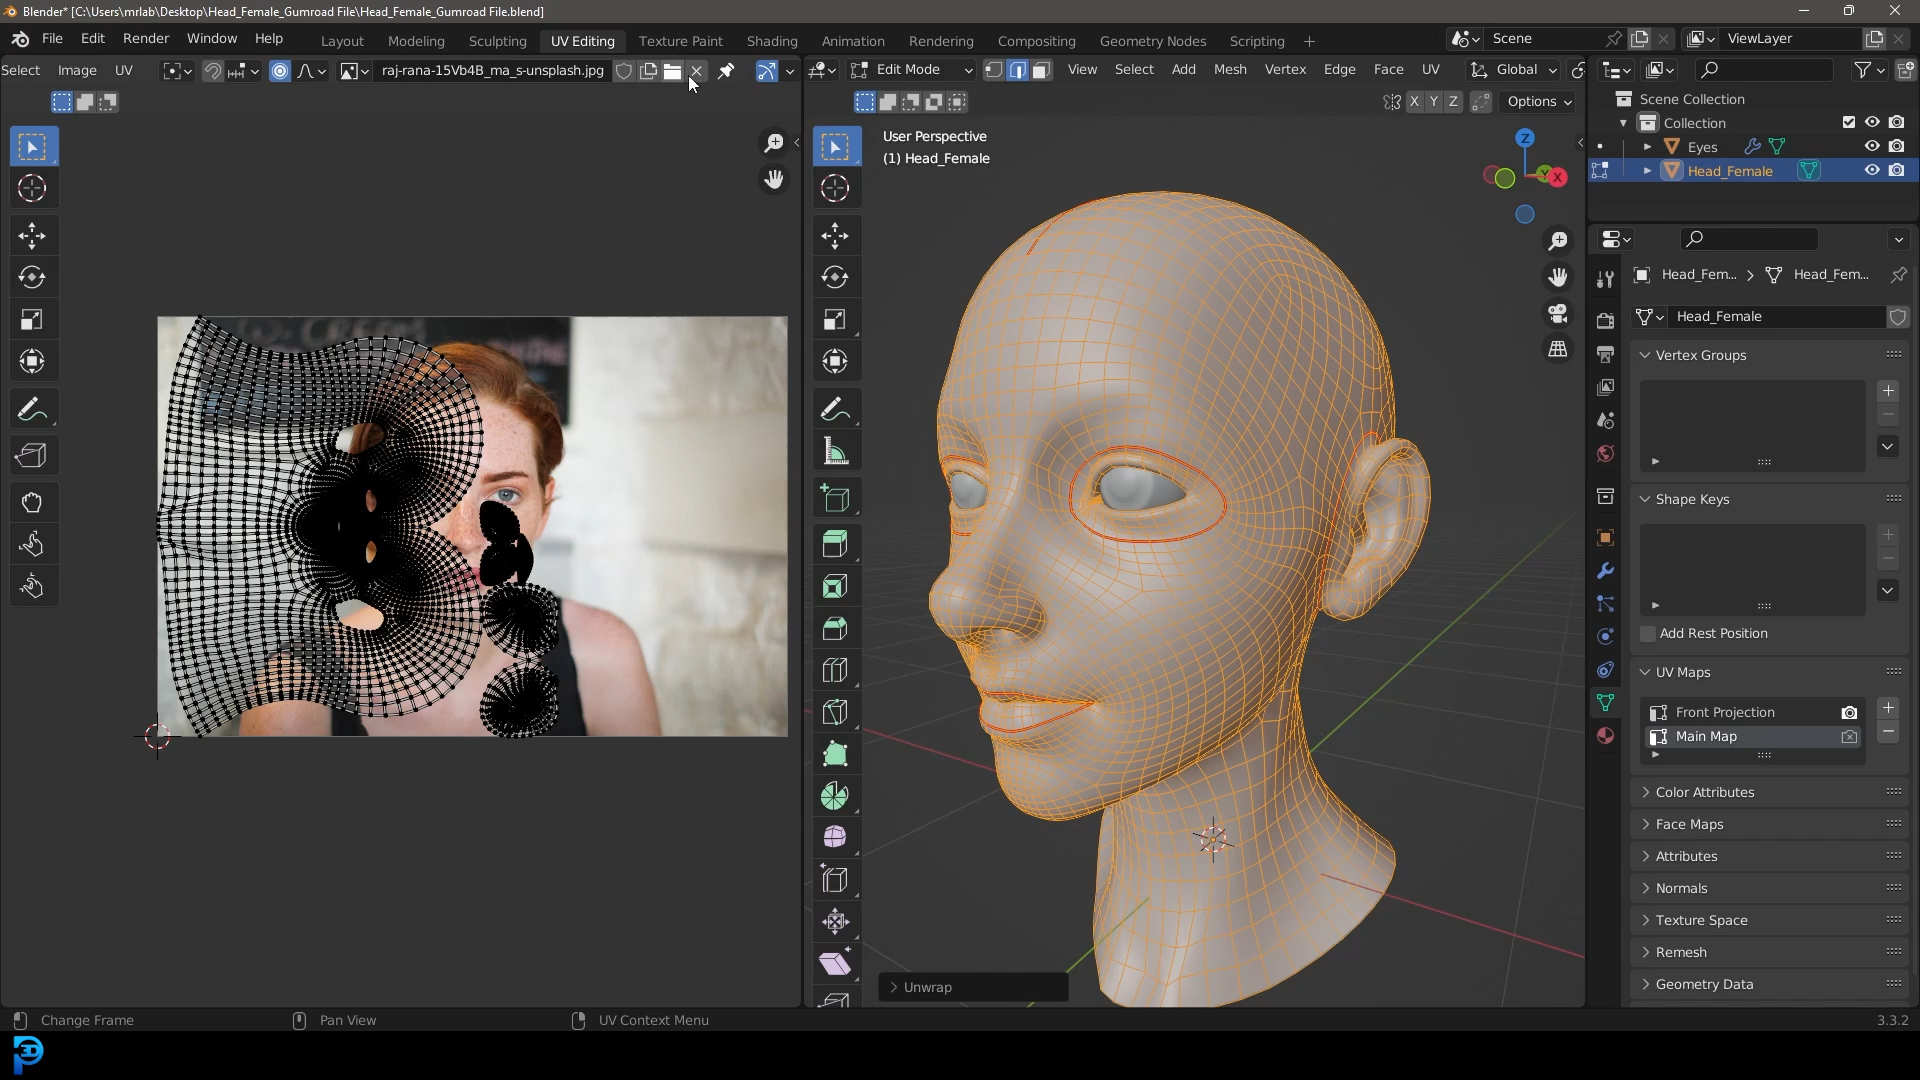 Blender* [C:\Users\mrlab\Desktop\Head_Female_Gumroad File\Head_Female_Gumroad File.blend]
File Edit Render Window Help
Layout Modeling Sculpting UV Editing Texture Paint Shading Animation Rendering Compositing Geometry Nodes Scripting +
Scene
ViewLayer
Select Image UV
raj-rana-15Vb4B_ma_s-unsplash.jpg
Edit Mode
View Select Add Mesh Vertex Edge Face UV
Global
X Y Z
Options
User Perspective
(1) Head_Female
Z
Y
X
Unwrap
Scene Collection
Collection
Eyes
Head_Female
Head_Fem... > Head_Fem...
Head_Female
Vertex Groups
Shape Keys
Add Rest Position
UV Maps
Front Projection
Main Map
Color Attributes
Face Maps
Attributes
Normals
Texture Space
Remesh
Geometry Data
Change Frame
Pan View
UV Context Menu
3.3.2